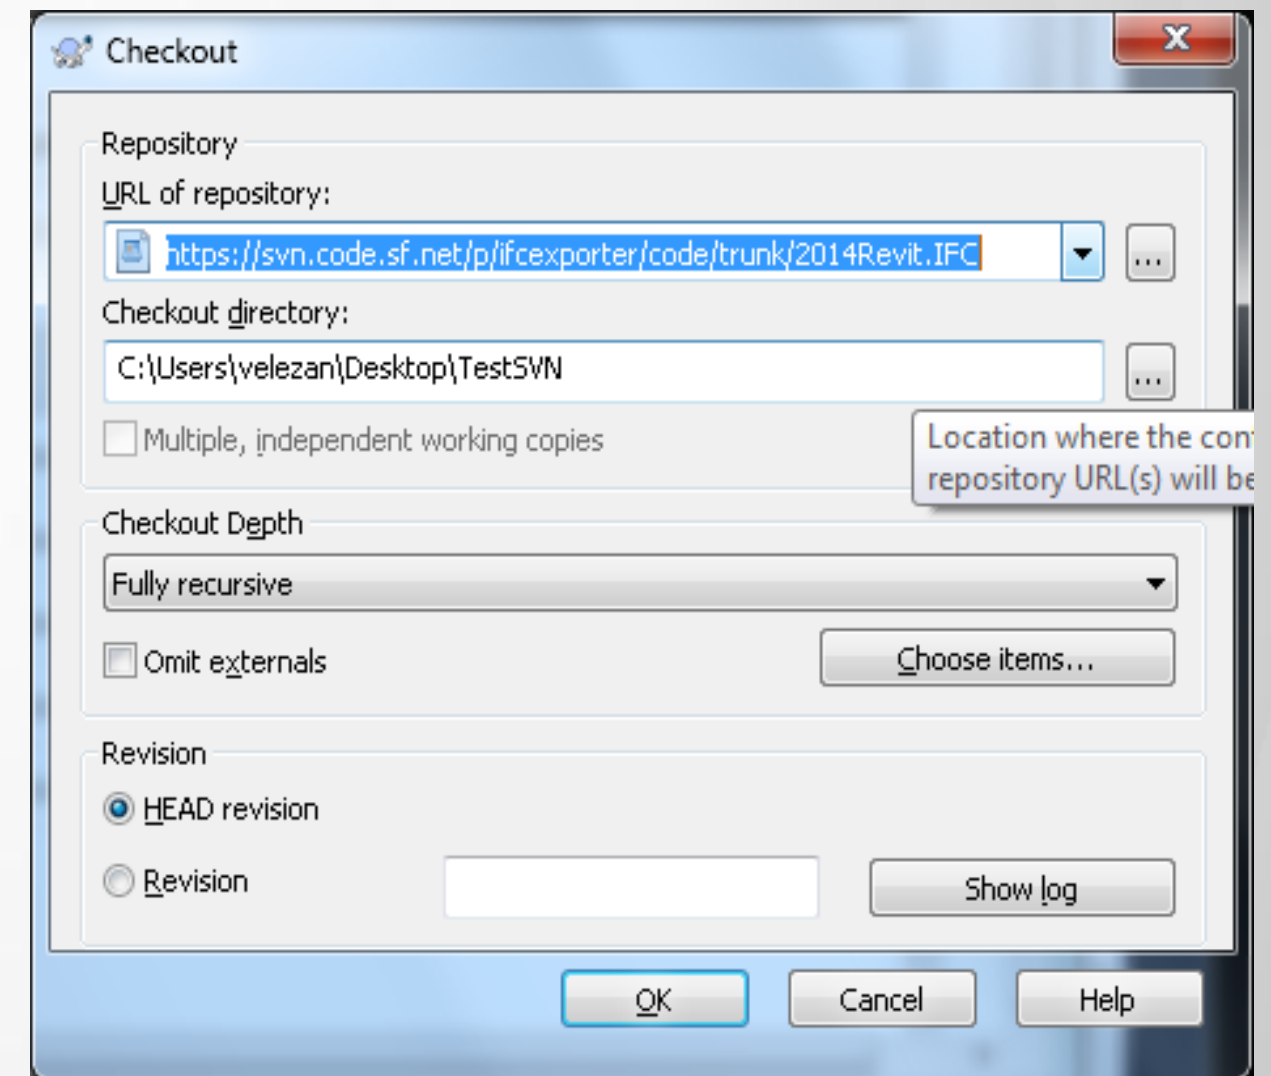 Checkout
x
Repository
URL of repository:
https://svn.code.sf.net/p/ifcexporter/code/trunk/2014Revit.IFC
...
Checkout directory:
C:\Users\velezan\Desktop\TestSVN
...
Multiple, independent working copies
Location where the
repository URL(s) will be
Checkout Depth
Fully recursive
Omit externals
Choose items...
Revision
HEAD revision
Revision
Show log
OK
Cancel
Help